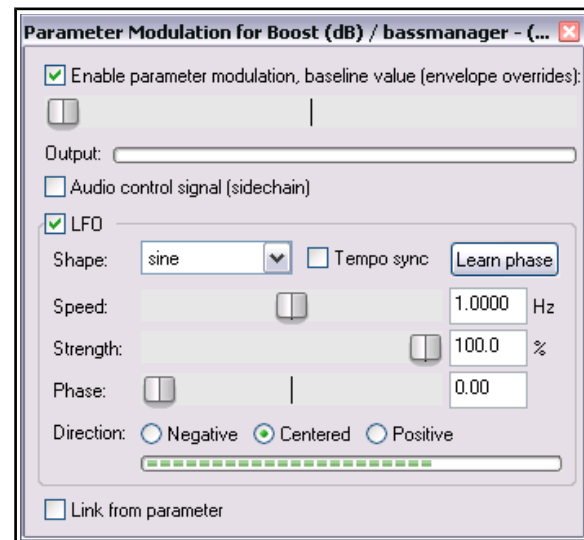 Parameter Modulation for Boost (dB) / bassmanager - (...
Enable parameter modulation, baseline value (envelope overrides):
Output:
Audio control signal (sidechain)
LFO
Shape: sine Tempo sync Learn phase
Speed: 1.0000 Hz
Strength: 100.0 %
Phase: 0.00
Direction: Negative Centered Positive
Link from parameter